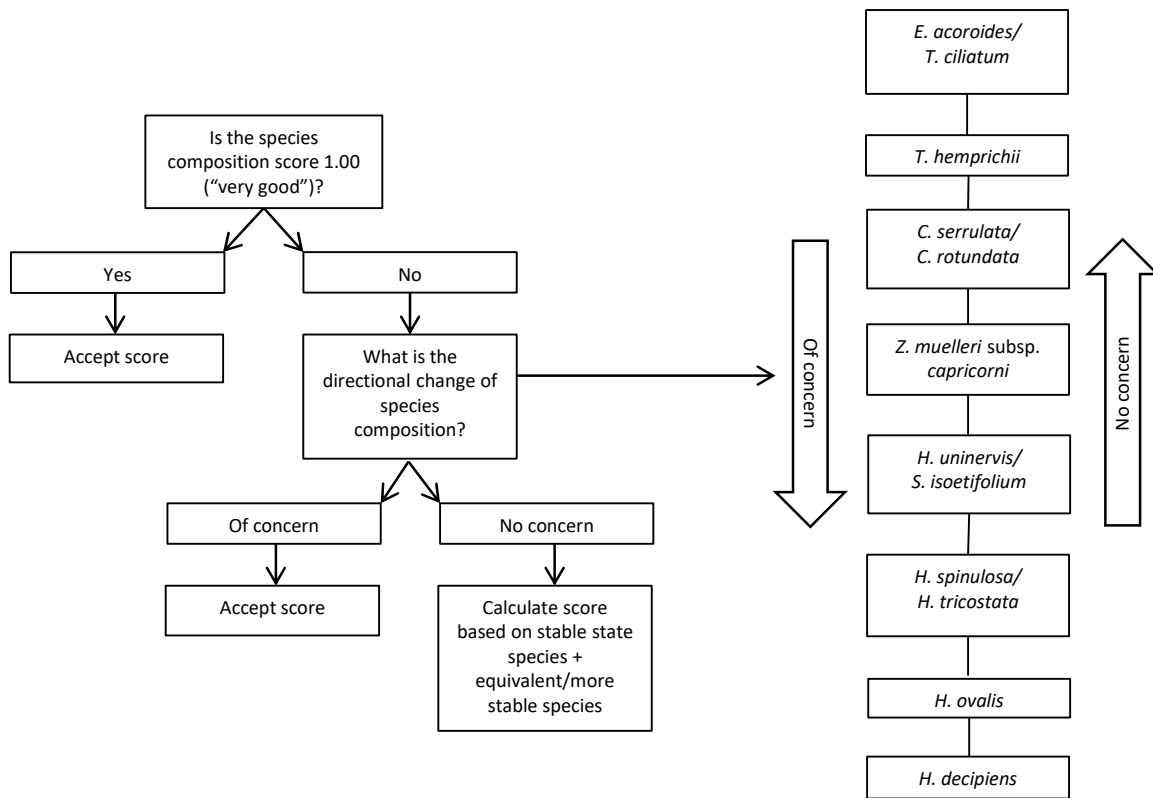 Is the species
composition score 1.00
(“very good”)?
Yes
No
Accept score
What is the
directional change of
species
composition?
Of concern
No concern
Accept score
Calculate score
based on stable state
species +
equivalent/more
stable species
Of concern
E. acoroides/
T. ciliatum
T. hemprichii
C. serrulata/
C. rotundata
Z. muelleri subsp.
capricorni
H. uninervis/
S. isoetifolium
H. spinulosa/
H. tricostata
H. ovalis
H. decipiens
No concern